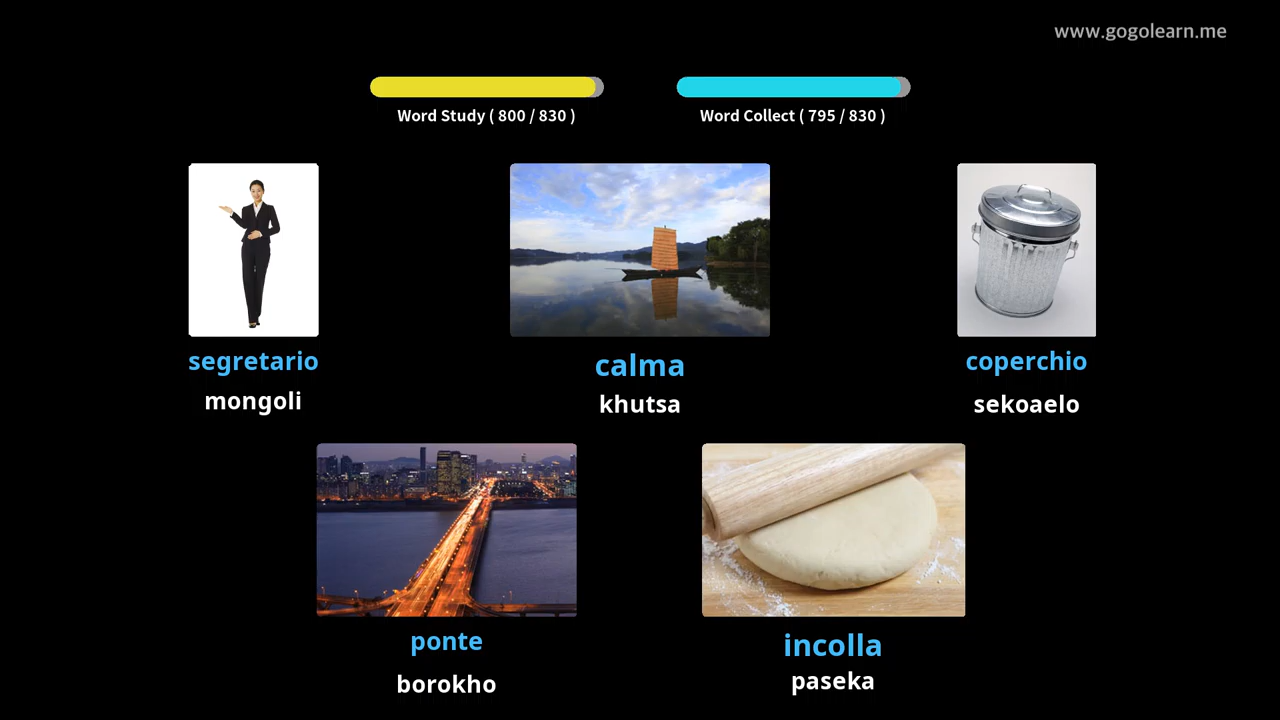 www.gogolearn.me
Word Study ( 800 / 830 )
Word Collect ( 795 / 830 )
segretario
calma
coperchio
mongoli
khutsa
sekoaelo
ponte
incolla
borokho
paseka